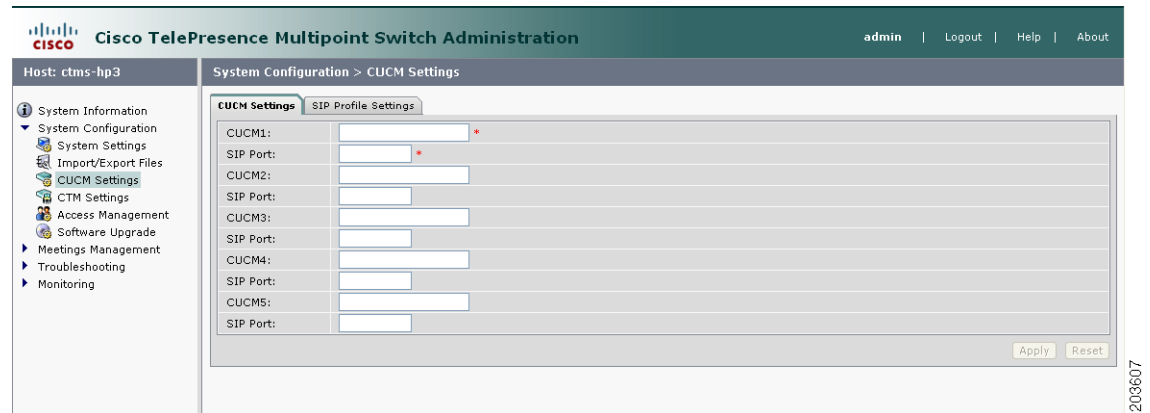 CISCO
Cisco TelePresence Multipoint Switch Administration
admin | Logout | Help | About
Host: ctms-hp3
System Configuration > CUCM Settings
System Information
System Configuration
System Settings
Import/Export Files
CUCM Settings
CTM Settings
Access Management
Software Upgrade
Meetings Management
Troubleshooting
Monitoring
CUCM Settings
SIP Profile Settings
CUCM1: *
SIP Port: *
CUCM2:
SIP Port:
CUCM3:
SIP Port:
CUCM4:
SIP Port:
CUCM5:
SIP Port:
Apply
Reset
203607